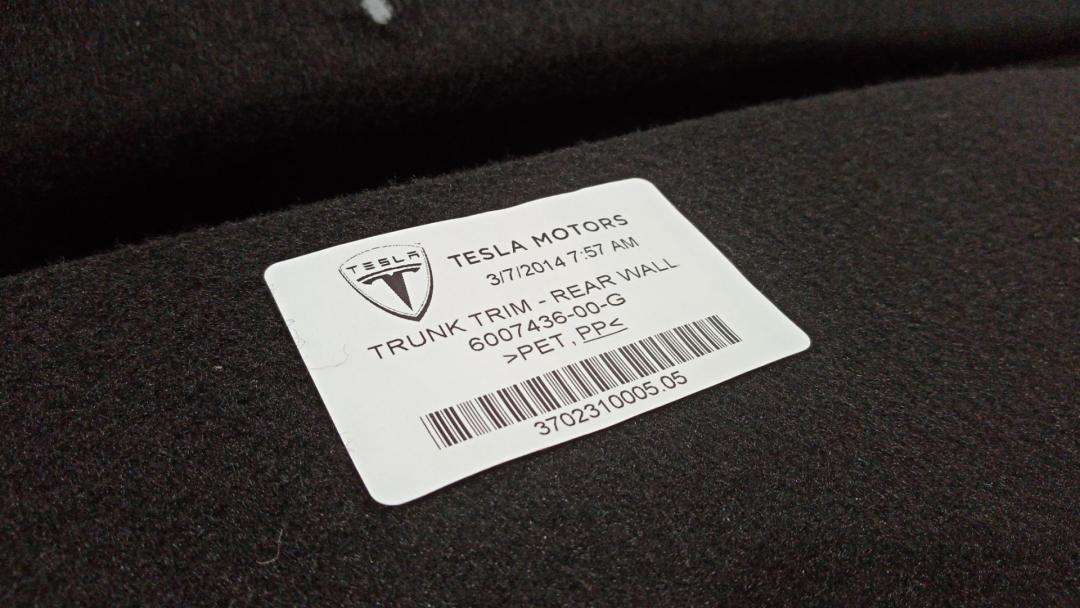 TESLA
TESLA MOTORS
3/7/2014 7:57 AM
TRUNK TRIM - REAR WALL
6007436-00-G
>PET, PP<
3702310005.05